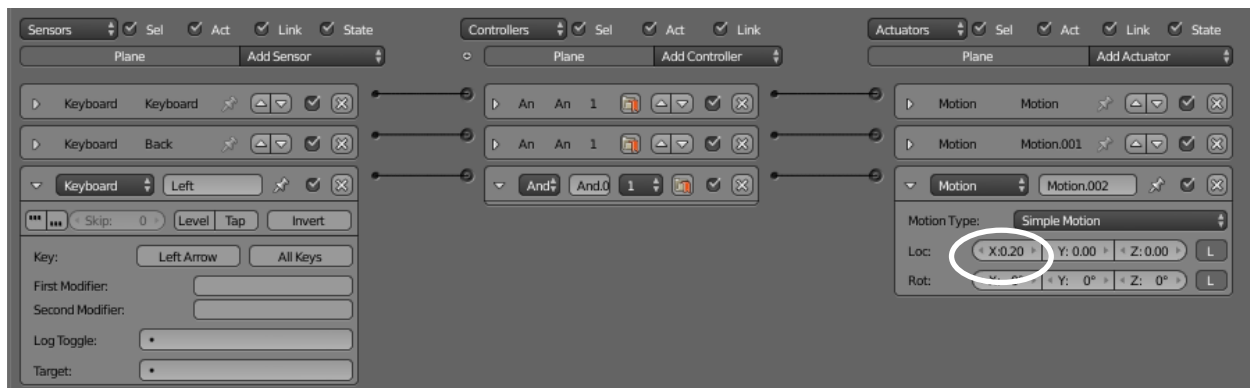 Sensors Sel Act Link State Controllers Sel Act Link Actuators Sel Act Link State
Plane Add Sensor Plane Add Controller Plane Add Actuator
Keyboard Keyboard An An 1 Motion Motion
Keyboard Back An An 1 Motion Motion.001
Keyboard Left And And.0 1 Motion Motion.002
Skip: 0 Level Tap Invert Motion Type: Simple Motion
Key: Left Arrow All Keys Loc: X:0.20 Y: 0.00 Z: 0.00 L
First Modifier: Rot: X: 0° Y: 0° Z: 0° L
Second Modifier:
Log Toggle:
Target: